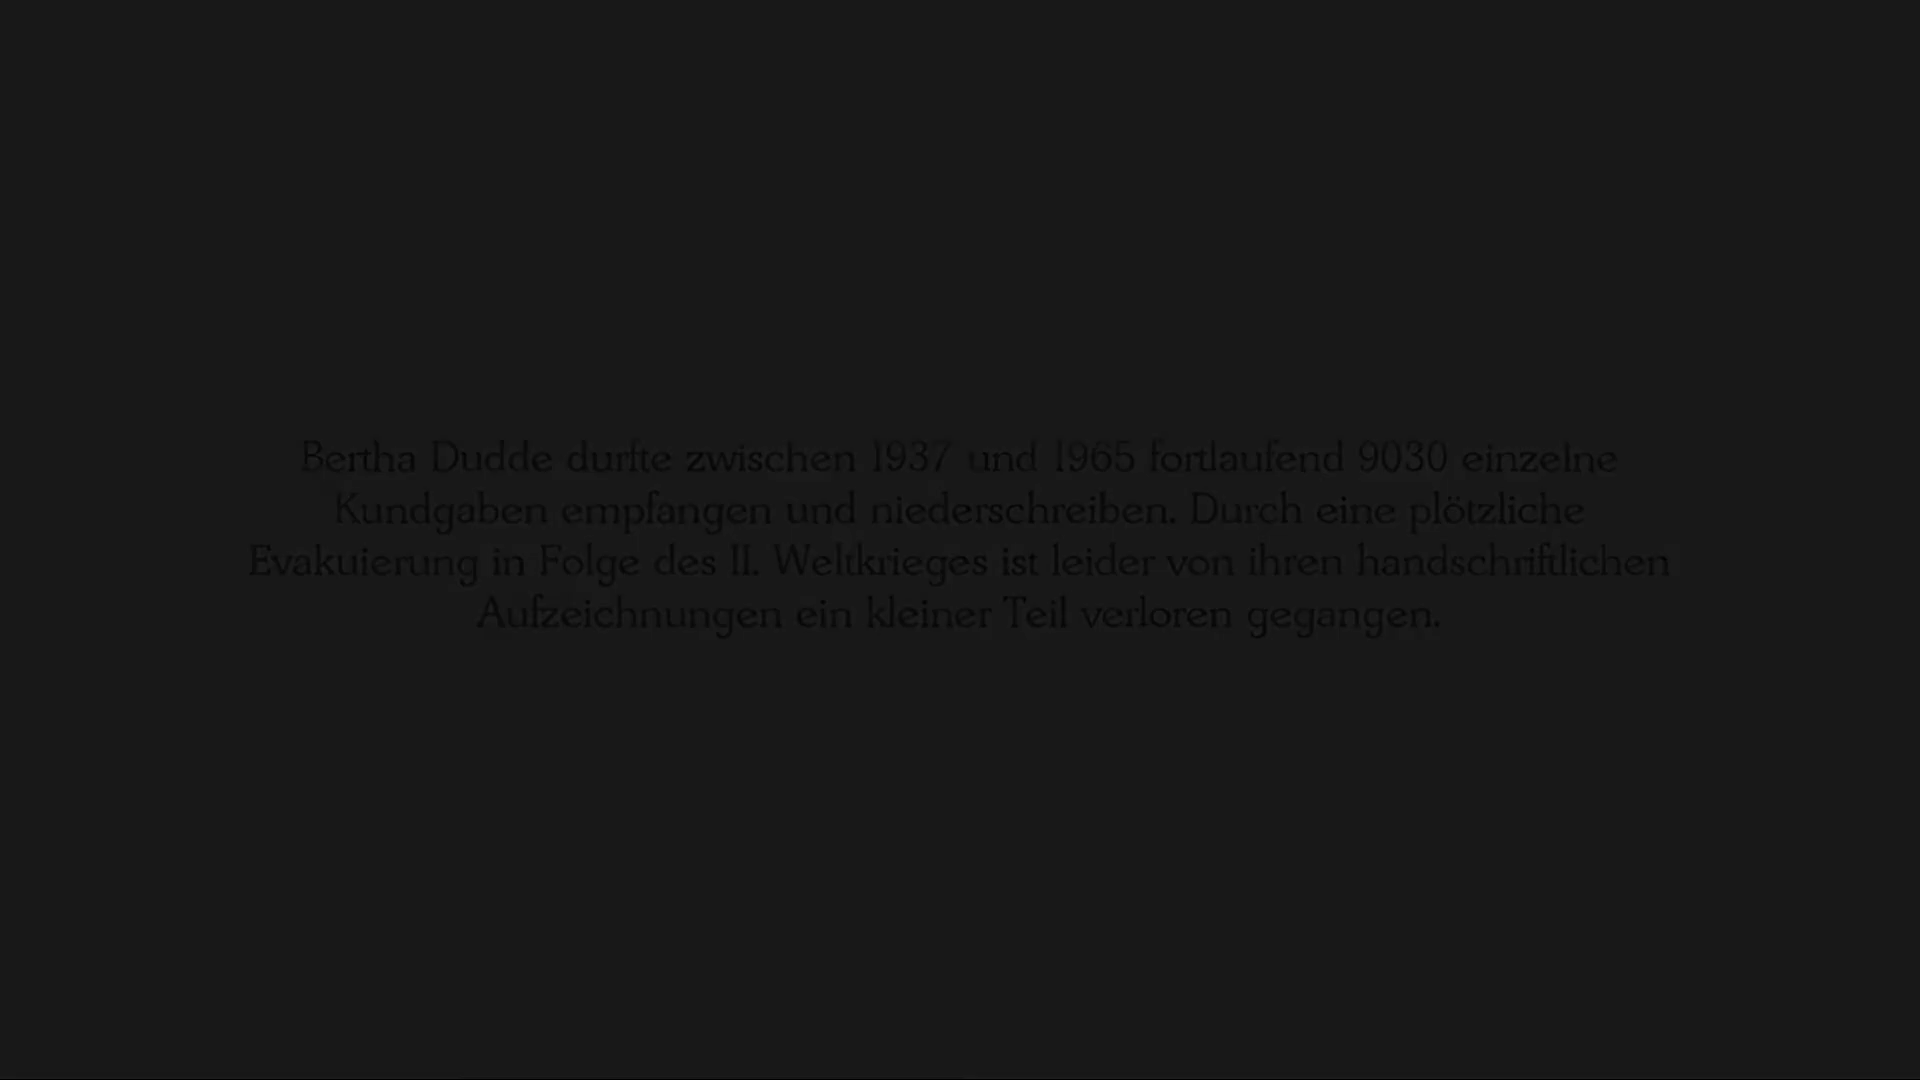 Bertha Dudde durfte zwischen 1937 und 1965 fortlaufend 9030 einzelne
Kundgaben empfangen und niederschreiben. Durch eine plötzliche
Evakuierung in Folge des II. Weltkrieges ist leider von ihren handschriftlichen
Aufzeichnungen ein kleiner Teil verloren gegangen.